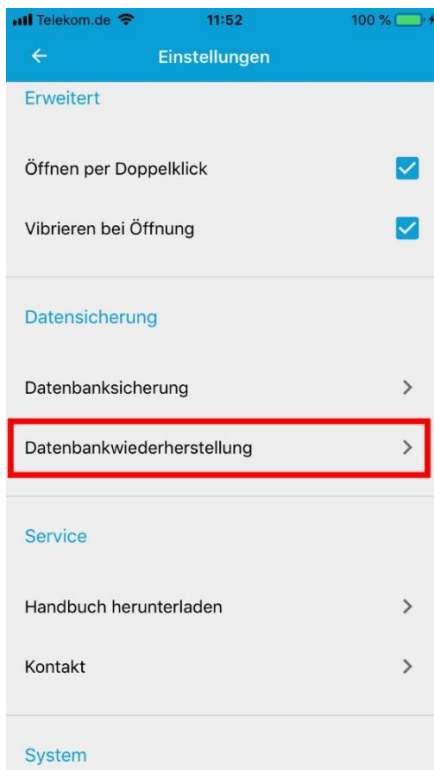 Telekom.de 11:52 100 %
Einstellungen
Erweitert
Öffnen per Doppelklick
Vibrieren bei Öffnung
Datensicherung
Datenbanksicherung
Datenbankwiederherstellung
Service
Handbuch herunterladen
Kontakt
System